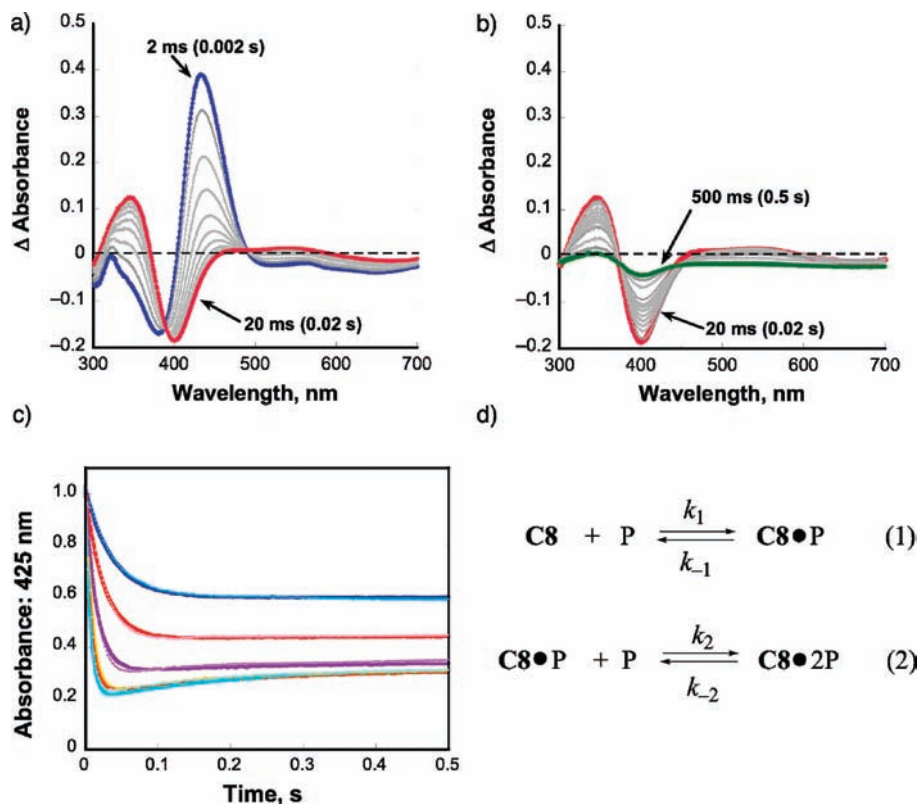 a)
0.5
0.4
0.3
0.2
0.1
0
−0.1
−0.2
Δ Absorbance
2 ms (0.002 s)
20 ms (0.02 s)
300 400 500 600 700
Wavelength, nm
b)
0.5
0.4
0.3
0.2
0.1
0
−0.1
−0.2
Δ Absorbance
500 ms (0.5 s)
20 ms (0.02 s)
300 400 500 600 700
Wavelength, nm
c)
1.0
0.8
0.6
0.4
0.2
0
Absorbance: 425 nm
0 0.1 0.2 0.3 0.4 0.5
Time, s
d)
k1
C8 + P C8●P (1)
k−1
k2
C8●P + P C8●2P (2)
k−2